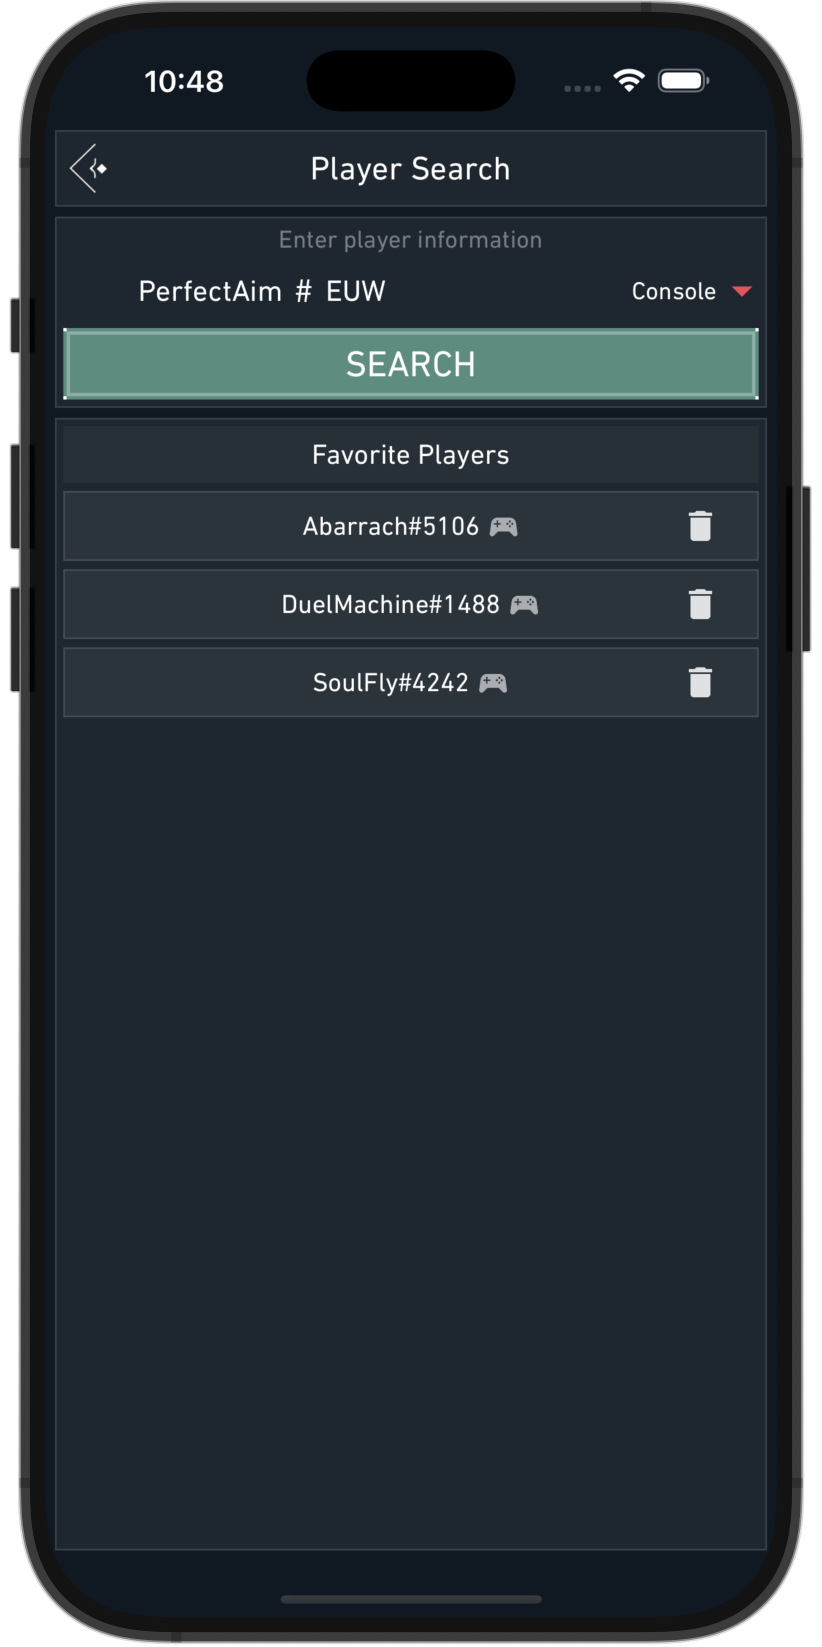 10:48
Player Search
Enter player information
PerfectAim # EUW Console
SEARCH
Favorite Players
Abarrach#5106
DuelMachine#1488
SoulFly#4242